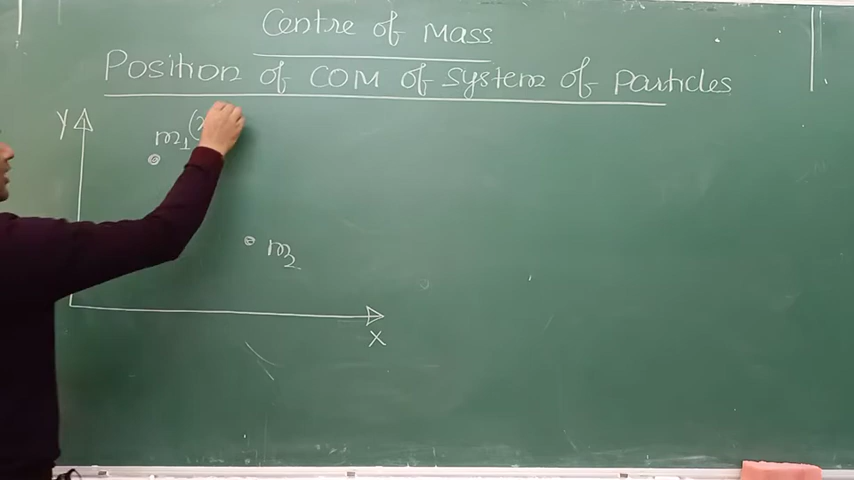 Centre of Mass
Position of COM of System of Particles
Y
m1 (
m2
X